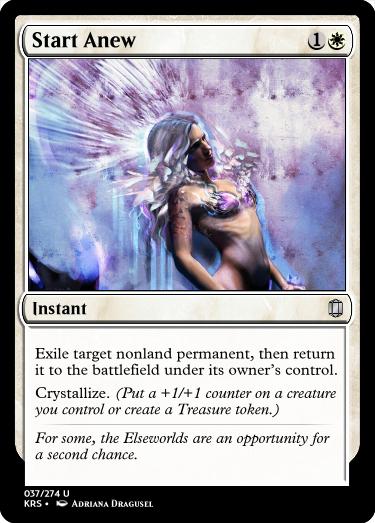 Start Anew 1
Instant
Exile target nonland permanent, then return
it to the battlefield under its owner's control.
Crystallize. (Put a +1/+1 counter on a creature
you control or create a Treasure token.)
For some, the Elseworlds are an opportunity for
a second chance.
037/274 U
KRS • Adriana Dragusel